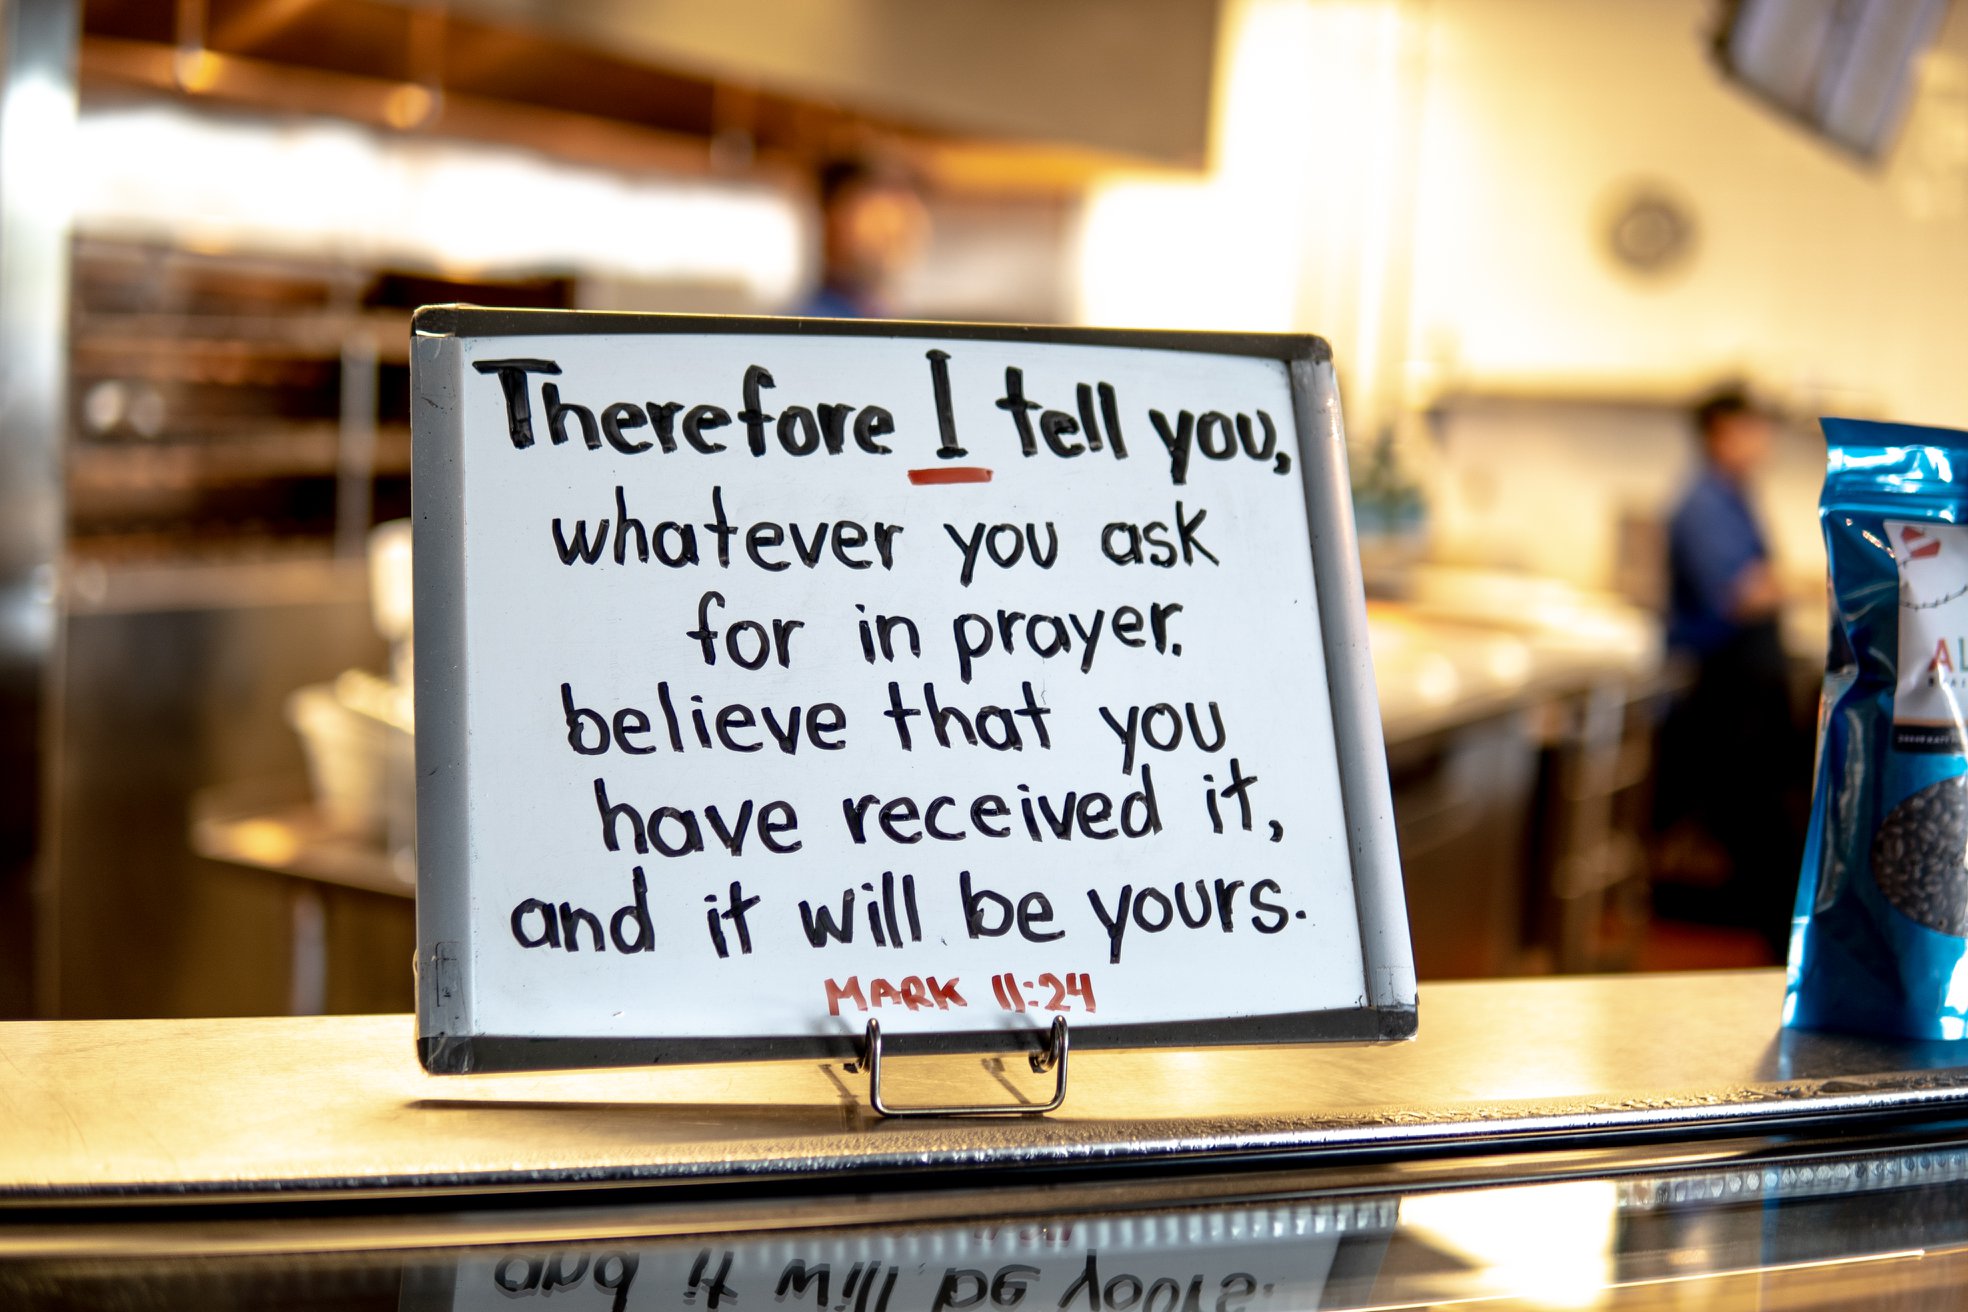 Therefore I tell you,
whatever you ask
for in prayer.
believe that you
have received it,
and it will be yours.
MARK 11:24